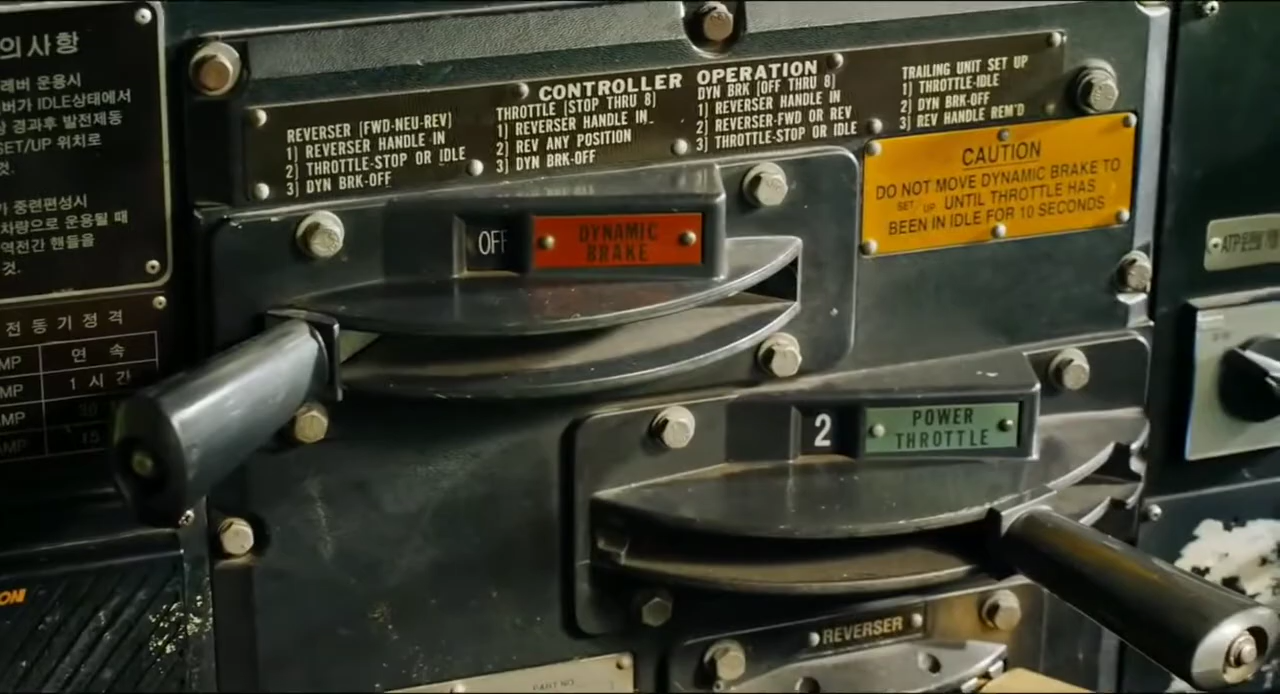 의사항
레버 운용시
버가 IDLE상태에서
상 경과후 발전제동
SET/UP 위치로
것.
가 중련편성시
차량으로 운용될 때
역전간 핸들을
것.
전동기정격
MP 연 속
MP 1 시 간
MP 30
MP 15
ON
CONTROLLER OPERATION
REVERSER [FWD-NEU-REV]
1] REVERSER HANDLE IN
2] THROTTLE-STOP OR IDLE
3] DYN BRK-OFF
THROTTLE [STOP THRU 8]
1] REVERSER HANDLE IN
2] REV ANY POSITION
3] DYN BRK-OFF
DYN BRK [OFF THRU 8]
1] REVERSER HANDLE IN
2] REVERSER-FWD OR REV
3] THROTTLE-STOP OR IDLE
TRAILING UNIT SET UP
1] THROTTLE-IDLE
2] DYN BRK-OFF
3] REV HANDLE REM'D
CAUTION
DO NOT MOVE DYNAMIC BRAKE TO
SET UP UNTIL THROTTLE HAS
BEEN IN IDLE FOR 10 SECONDS
OFF
DYNAMIC
BRAKE
2
POWER
THROTTLE
REVERSER
PART NO.